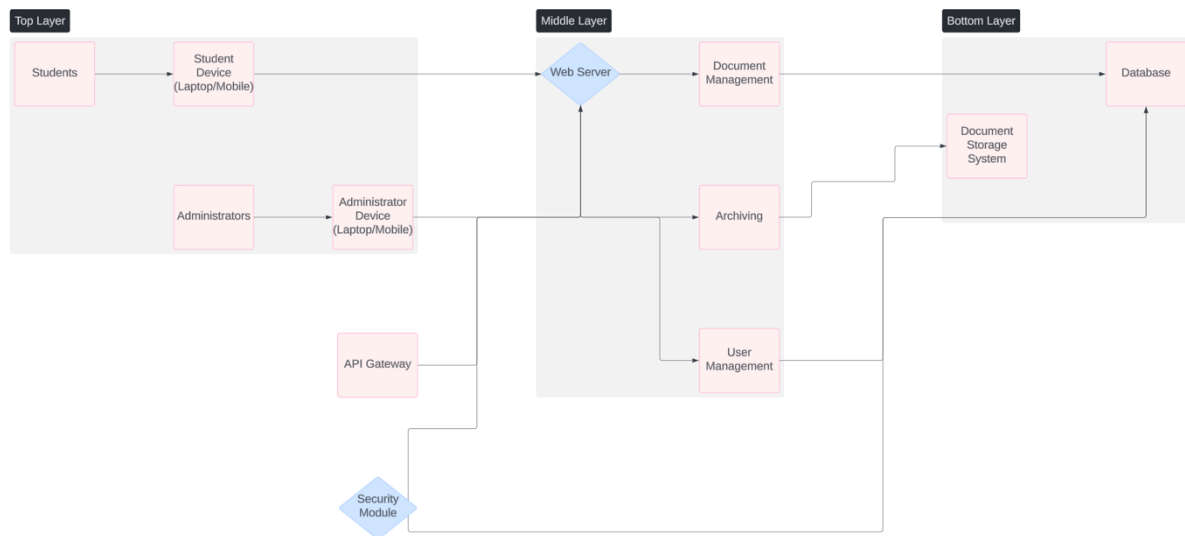 Top Layer
Middle Layer
Bottom Layer
Students
Student
Device
(Laptop/Mobile)
Web Server
Document
Management
Database
Document
Storage
System
Administrators
Administrator
Device
(Laptop/Mobile)
Archiving
API Gateway
User
Management
Security
Module